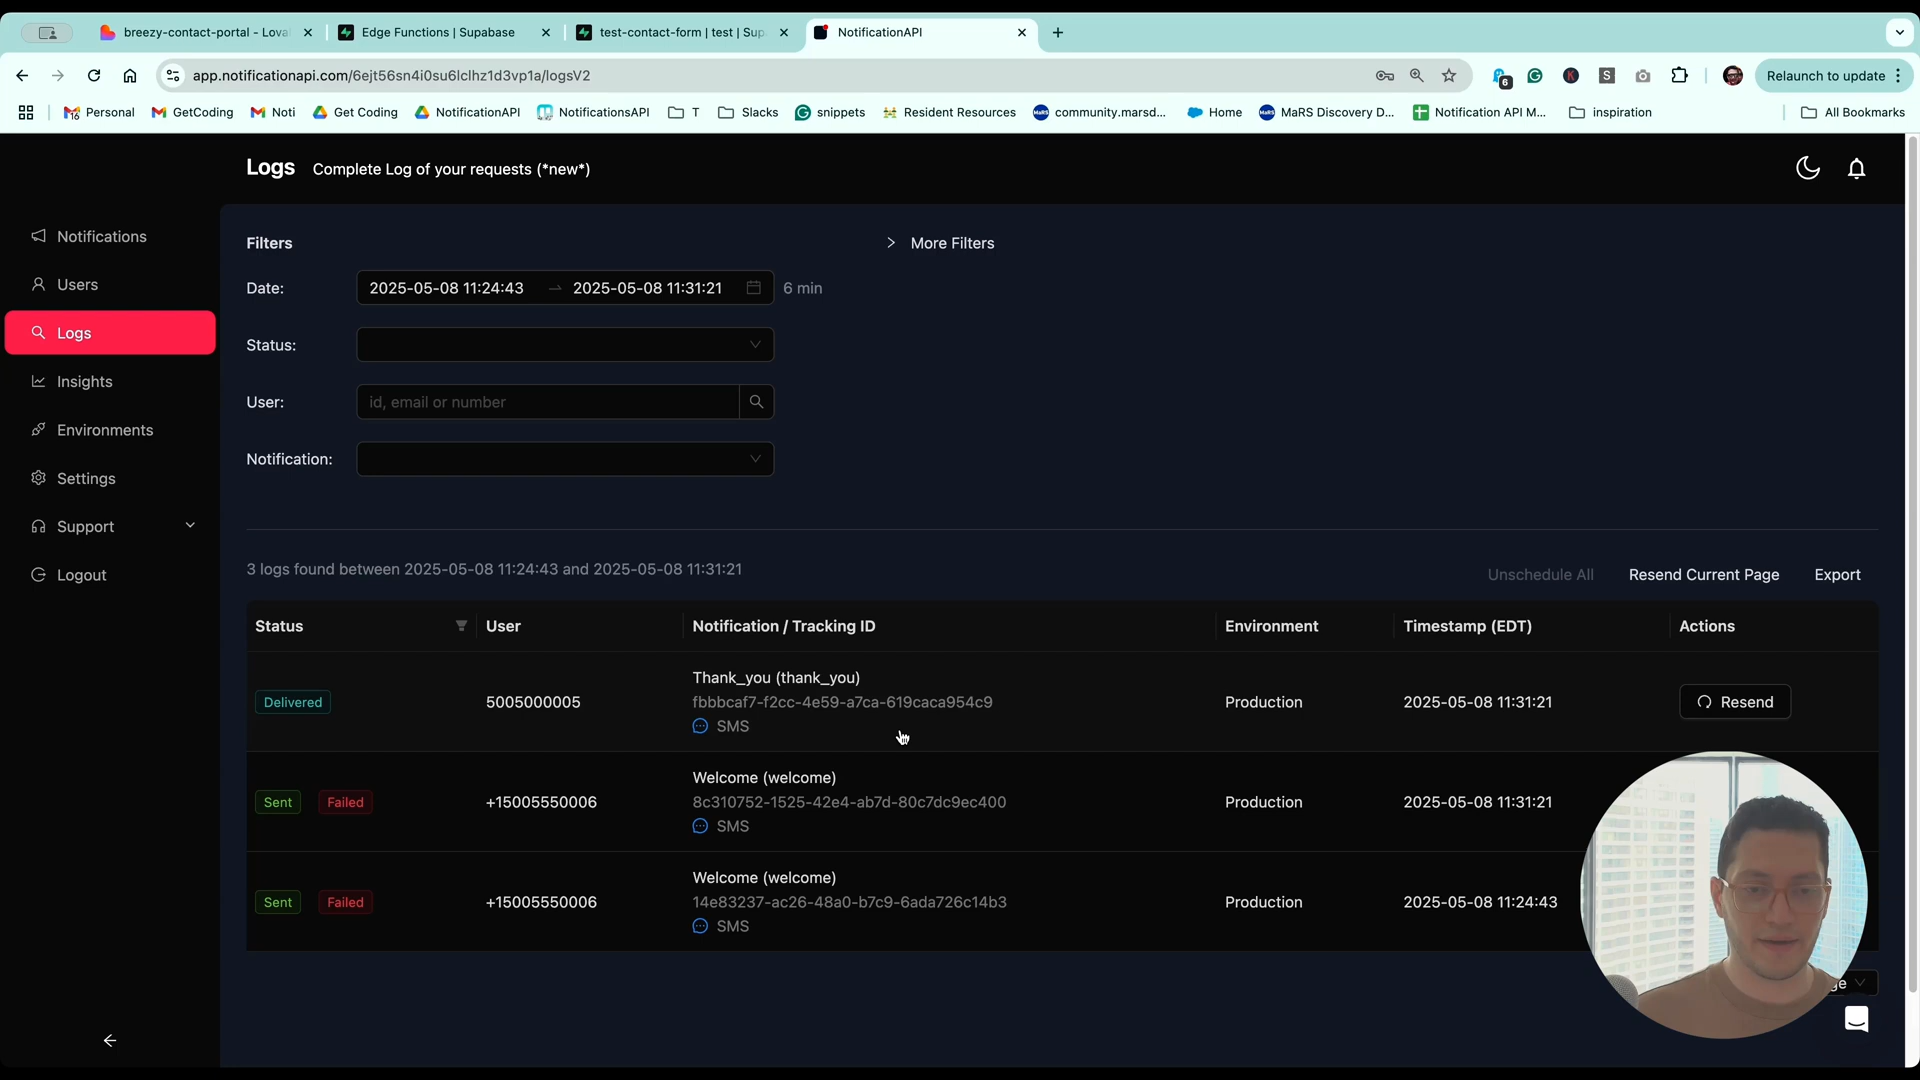 breezy-contact-portal - Lova
Edge Functions | Supabase
test-contact-form | test | Sup
NotificationAPI
app.notificationapi.com/6ejt56sn4i0su6lclhz1d3vp1a/logsV2
6
S
Relaunch to update
Personal
GetCoding
Noti
Get Coding
NotificationAPI
NotificationsAPI
T
Slacks
snippets
Resident Resources
community.marsd...
Home
MaRS Discovery D...
Notification API M...
inspiration
All Bookmarks
Logs
Complete Log of your requests (*new*)
Notifications
Users
Logs
Insights
Environments
Settings
Support
Logout
Filters
More Filters
Date:
2025-05-08 11:24:43
2025-05-08 11:31:21
6 min
Status:
User:
id, email or number
Notification:
3 logs found between 2025-05-08 11:24:43 and 2025-05-08 11:31:21
Unschedule All
Resend Current Page
Export
Status
User
Notification / Tracking ID
Environment
Timestamp (EDT)
Actions
Delivered
5005000005
Thank_you (thank_you)
fbbbcaf7-f2cc-4e59-a7ca-619caca954c9
SMS
Production
2025-05-08 11:31:21
Resend
Sent
Failed
+15005550006
Welcome (welcome)
8c310752-1525-42e4-ab7d-80c7dc9ec400
SMS
Production
2025-05-08 11:31:21
Sent
Failed
+15005550006
Welcome (welcome)
14e83237-ac26-48a0-b7c9-6ada726c14b3
SMS
Production
2025-05-08 11:24:43